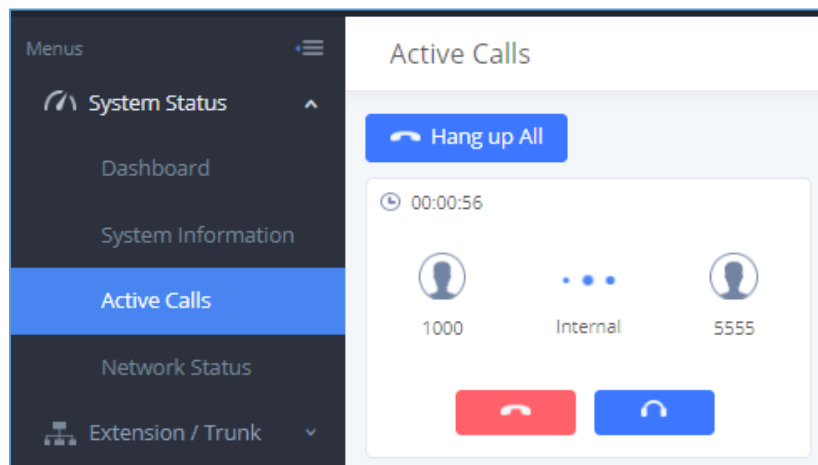 Menus
System Status
Dashboard
System Information
Active Calls
Network Status
Extension / Trunk
Active Calls
Hang up All
00:00:56
1000
Internal
5555